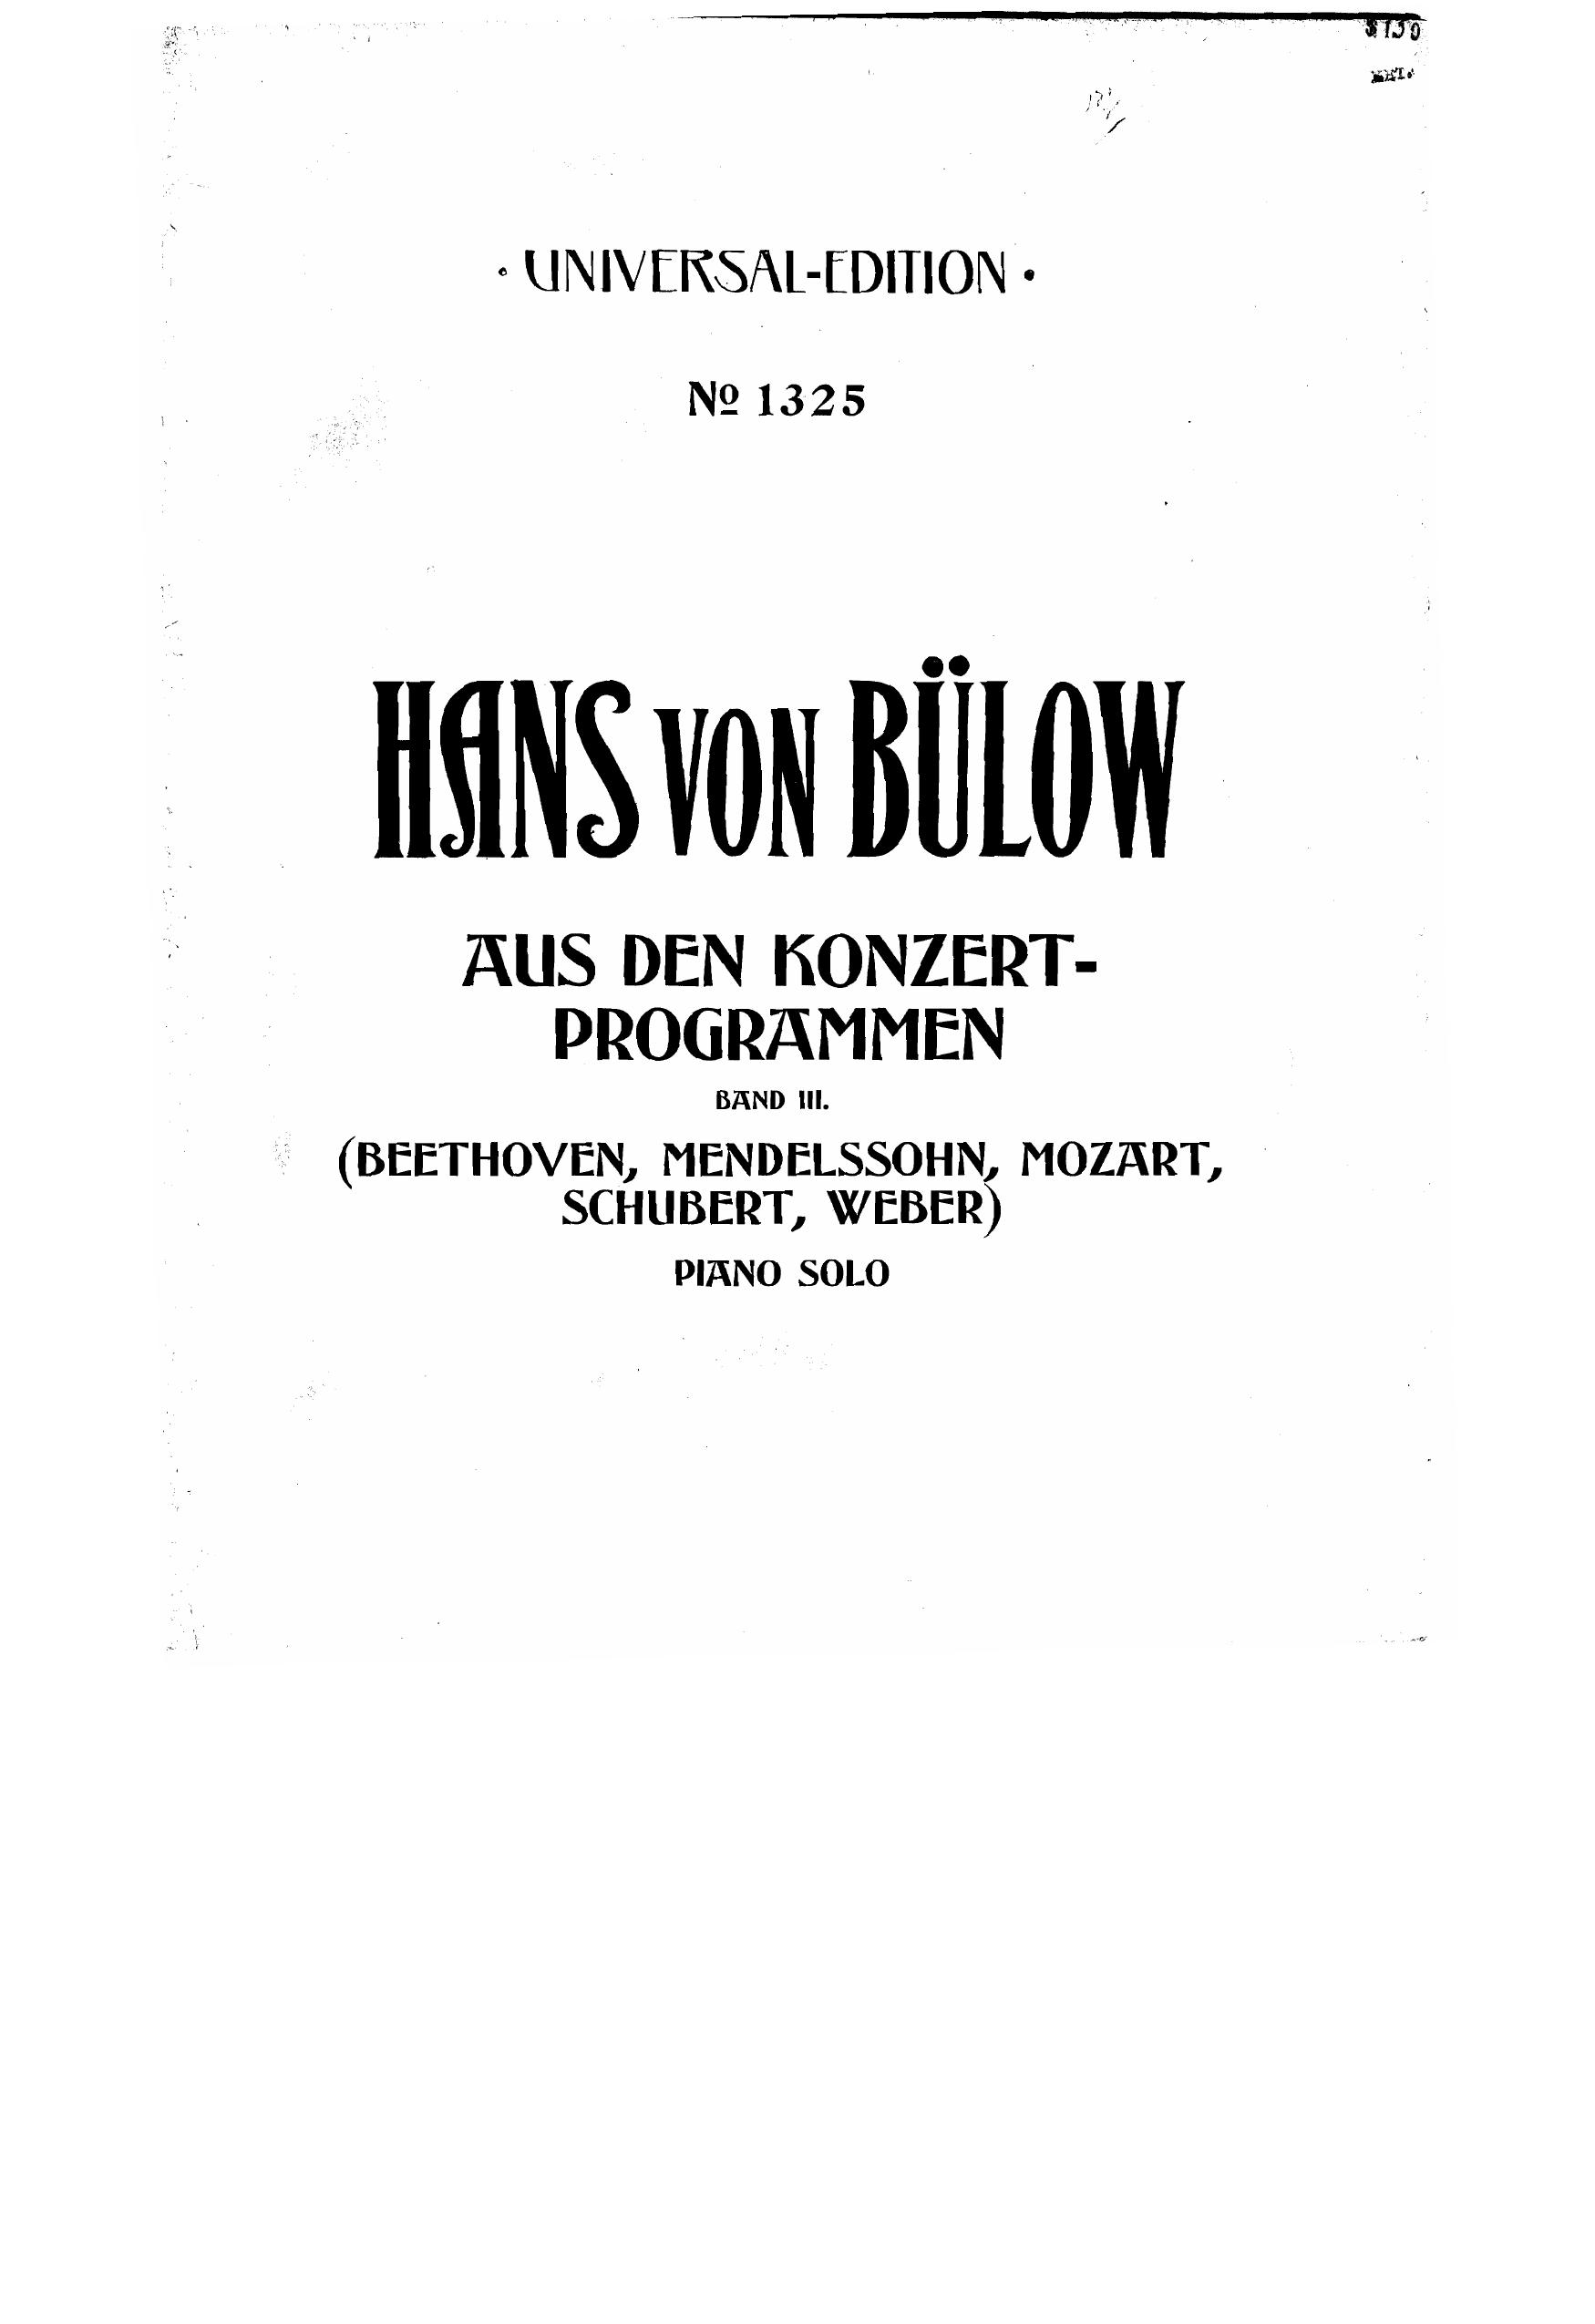 · UNIVERSAL-EDITION ·
Nº 1325
HANS VON BÜLOW
AUS DEN KONZERT-
PROGRAMMEN
BAND III.
(BEETHOVEN, MENDELSSOHN, MOZART,
SCHUBERT, WEBER)
PIANO SOLO